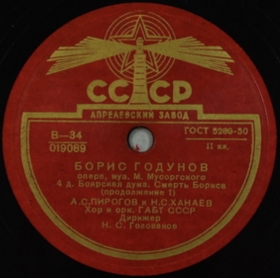 СССР
АПРЕЛЕВСКИЙ ЗАВОД
В—34
019089
ГОСТ 5289-50
II кл.
БОРИС ГОДУНОВ
опера, муз. М. Мусоргского
4 д. Боярская дума. Смерть Бориса
(продолжение 1)
А.С.ПИРОГОВ и Н.С.ХАНАЕВ
Хор и орк. ГАБТ СССР
Дирижер
Н. С. Голованов